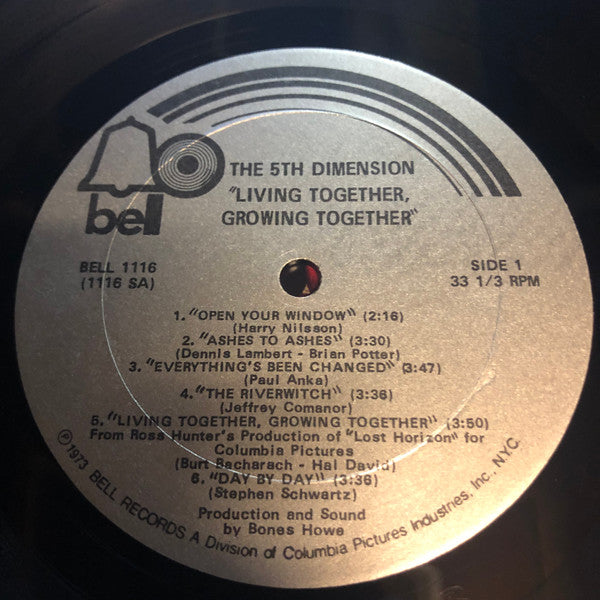 THE 5TH DIMENSION
"LIVING TOGETHER,
GROWING TOGETHER"
bell
BELL 1116
(1116 SA)
SIDE 1
33 1/3 RPM
1. "OPEN YOUR WINDOW" (2:16)
(Harry Nilsson)
2. "ASHES TO ASHES" (3:30)
(Dennis Lambert - Brian Potter)
3. "EVERYTHING'S BEEN CHANGED" (3:47)
(Paul Anka)
4. "THE RIVERWITCH" (3:36)
(Jeffrey Comanor)
5. "LIVING TOGETHER, GROWING TOGETHER" (3:50)
From Ross Hunter's Production of "Lost Horizon" for
Columbia Pictures
(Burt Bacharach - Hal David)
6. "DAY BY DAY" (3:36)
(Stephen Schwartz)
Production and Sound
by Bones Howe
Ⓟ 1973 BELL RECORDS A Division of Columbia Pictures Industries, Inc., N.Y.C.